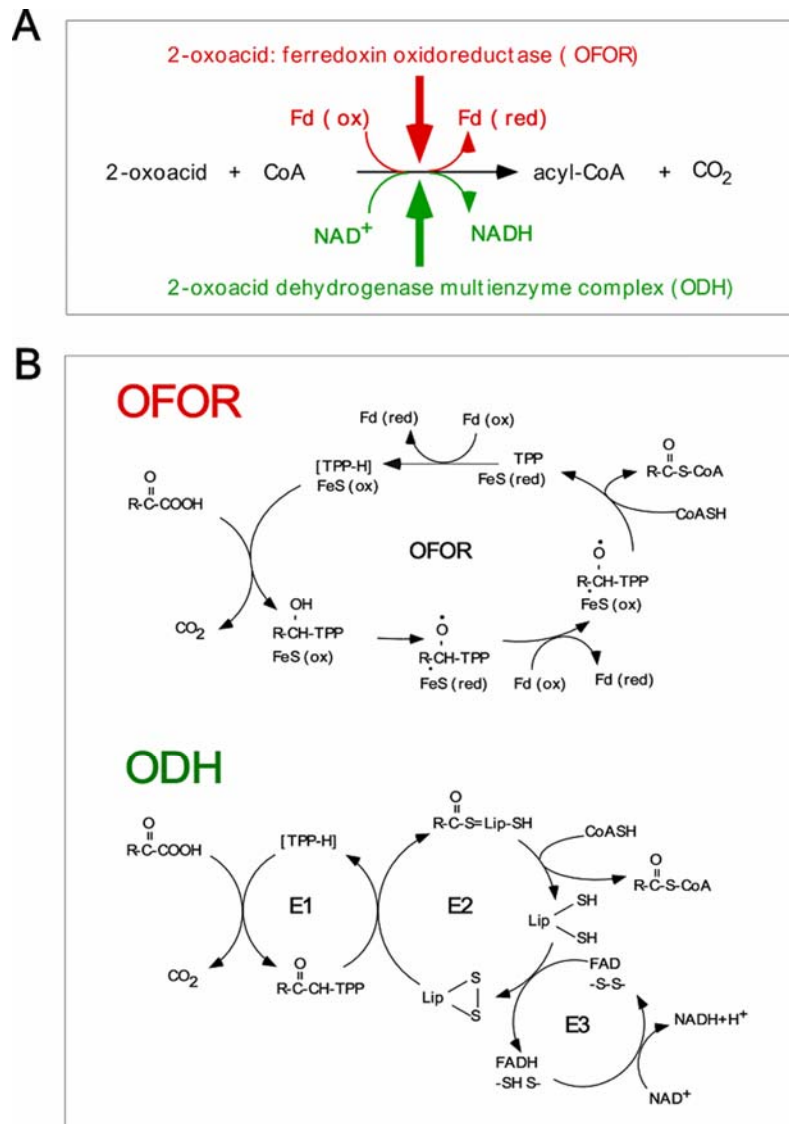 A
2-oxoacid: ferredoxin oxidoreductase ( OFOR)
Fd ( ox) Fd ( red)
2-oxoacid + CoA acyl-CoA + CO2
NAD+ NADH
2-oxoacid dehydrogenase multienzyme complex (ODH)
B
OFOR
Fd (red) Fd (ox)
[TPP-H] TPP
FeS (ox) FeS (red)
O
R-C-COOH
O
R-C-S-CoA
CoASH
OFOR
CO2
OH
R-CH-TPP
FeS (ox)
O
R-CH-TPP
FeS (red)
Fd (ox) Fd (red)
O
R-CH-TPP
FeS (ox)
ODH
O
R-C-COOH
[TPP-H]
O
R-C-S=Lip-SH
CoASH
O
R-C-S-CoA
E1 E2
SH
Lip
SH
CO2
O
R-C-CH-TPP
S
Lip
S
FAD
-S-S-
E3
NADH+H+
FADH
-SH S-
NAD+